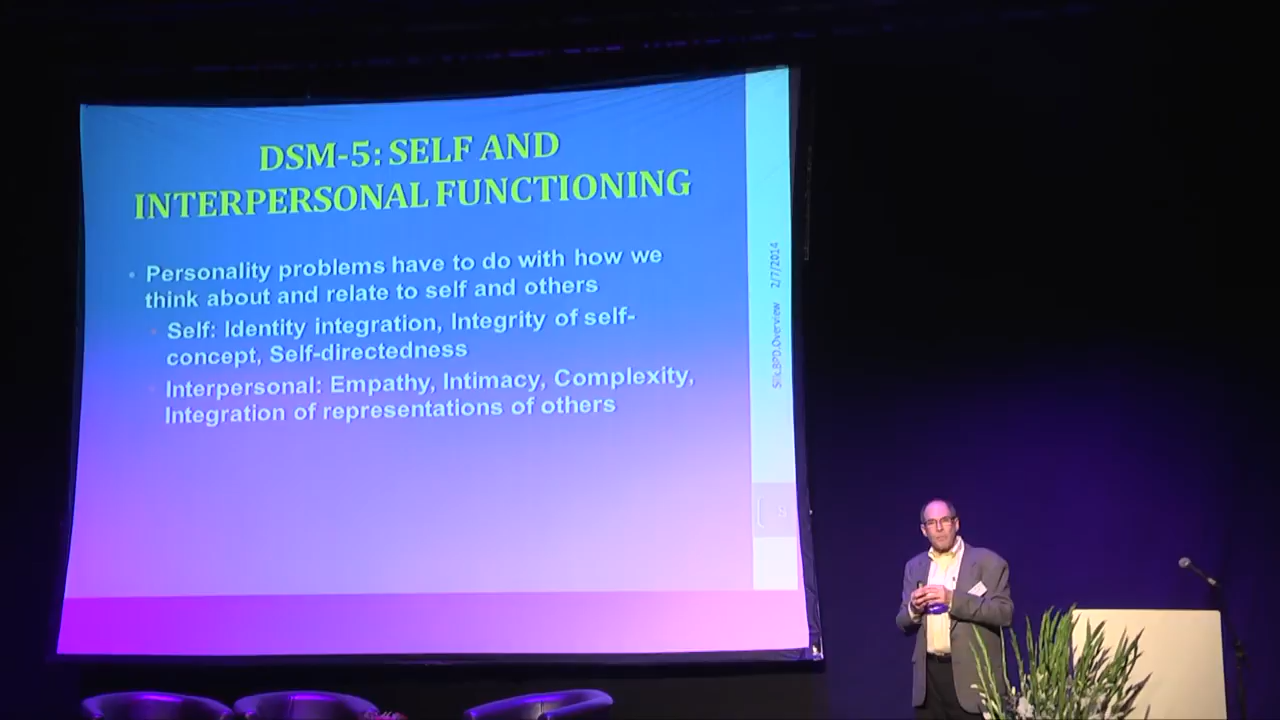 DSM-5: SELF AND
INTERPERSONAL FUNCTIONING
• Personality problems have to do with how we
think about and relate to self and others
• Self: Identity integration, Integrity of self-
concept, Self-directedness
• Interpersonal: Empathy, Intimacy, Complexity,
Integration of representations of others
Silk.BPD.Overview 2/7/2014